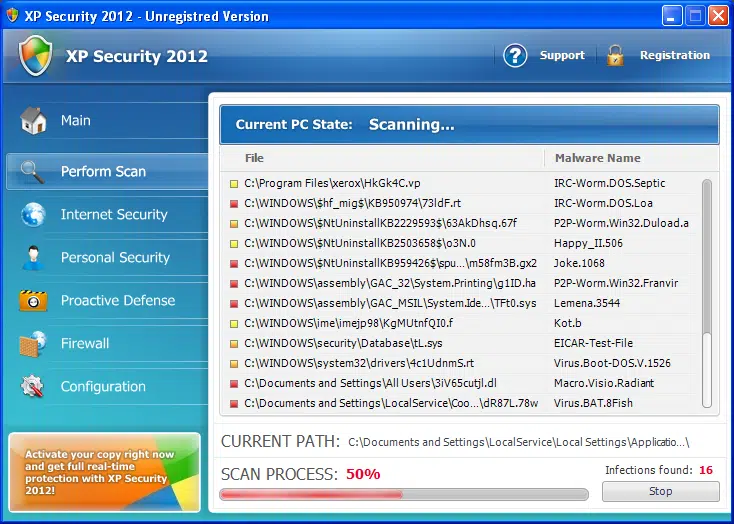 XP Security 2012 - Unregistred Version
XP Security 2012
Support
Registration
Main
Perform Scan
Internet Security
Personal Security
Proactive Defense
Firewall
Configuration
Activate your copy right now
and get full real-time
protection with XP Security
2012!
Current PC State: Scanning...
File Malware Name
C:\Program Files\xerox\HkGk4C.vp IRC-Worm.DOS.Septic
C:\WINDOWS\$hf_mig$\KB950974\73ldF.rt IRC-Worm.DOS.Loa
C:\WINDOWS\$NtUninstallKB2229593$\63AkDhsq.67f P2P-Worm.Win32.Duload.a
C:\WINDOWS\$NtUninstallKB2503658$\o3N.0 Happy_II.506
C:\WINDOWS\$NtUninstallKB959426$\spu...\m58fm3B.gx2 Joke.1068
C:\WINDOWS\assembly\GAC_32\System.Printing\g1ID.ha P2P-Worm.Win32.Franvir
C:\WINDOWS\assembly\GAC_MSIL\System.Ide...\TFt0.sys Lemena.3544
C:\WINDOWS\ime\imejp98\KgMUtnfQI0.f Kot.b
C:\WINDOWS\security\Database\tL.sys EICAR-Test-File
C:\WINDOWS\system32\drivers\4c1UdnmS.rt Virus.Boot-DOS.V.1526
C:\Documents and Settings\All Users\3iV65cutjl.dl Macro.Visio.Radiant
C:\Documents and Settings\LocalService\Coo...\dR87L.78w Virus.BAT.8Fish
CURRENT PATH: C:\Documents and Settings\LocalService\Local Settings\Applicatio...\
SCAN PROCESS: 50%
Infections found: 16
Stop